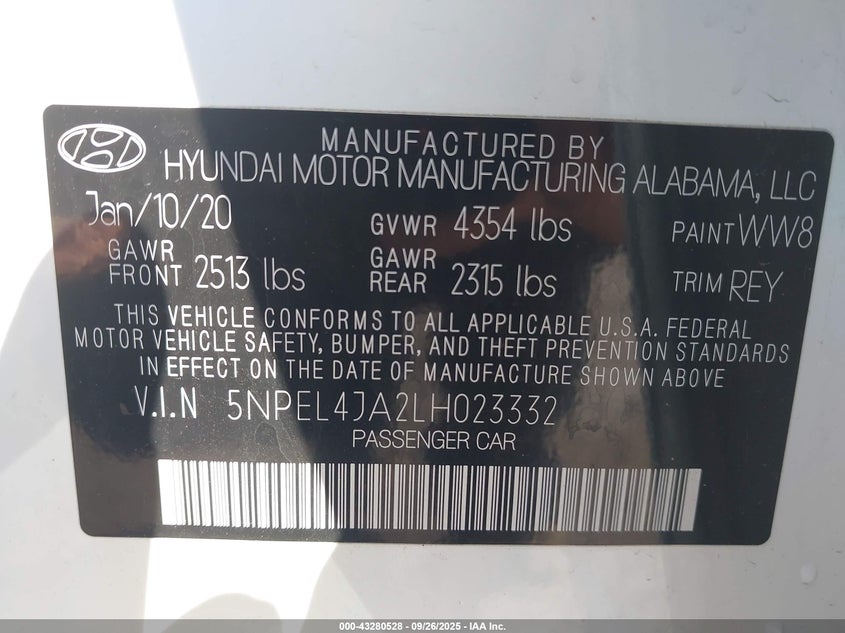 MANUFACTURED BY
HYUNDAI MOTOR MANUFACTURING ALABAMA, LLC
Jan/10/20 GVWR 4354 lbs PAINT WW8
GAWR FRONT 2513 lbs GAWR REAR 2315 lbs TRIM REY
THIS VEHICLE CONFORMS TO ALL APPLICABLE U.S.A. FEDERAL
MOTOR VEHICLE SAFETY, BUMPER, AND THEFT PREVENTION STANDARDS
IN EFFECT ON THE DATE OF MANUFACTURE SHOWN ABOVE
V.I.N 5NPEL4JA2LH023332
PASSENGER CAR
000-43280528 - 09/26/2025 - IAA Inc.